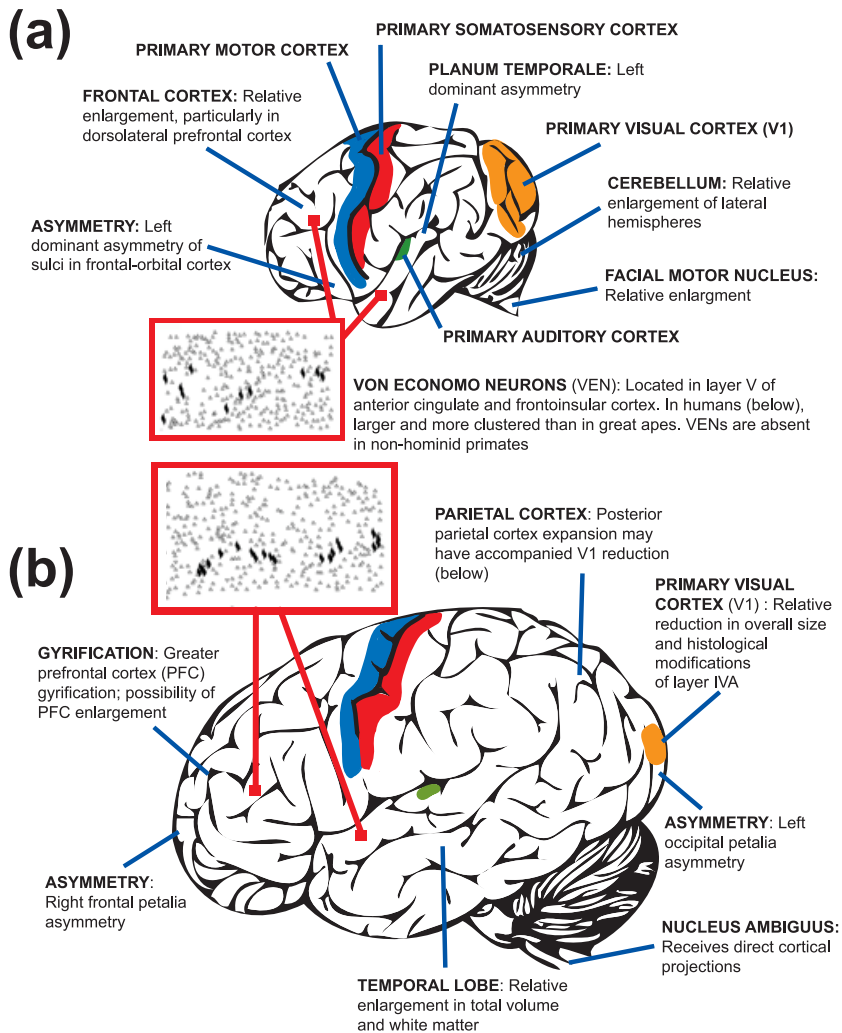 (a)
PRIMARY SOMATOSENSORY CORTEX
PRIMARY MOTOR CORTEX
PLANUM TEMPORALE: Left
dominant asymmetry
FRONTAL CORTEX: Relative
enlargement, particularly in
dorsolateral prefrontal cortex
PRIMARY VISUAL CORTEX (V1)
CEREBELLUM: Relative
enlargement of lateral
hemispheres
ASYMMETRY: Left
dominant asymmetry of
sulci in frontal-orbital cortex
FACIAL MOTOR NUCLEUS:
Relative enlargment
PRIMARY AUDITORY CORTEX
VON ECONOMO NEURONS (VEN): Located in layer V of
anterior cingulate and frontoinsular cortex. In humans (below),
larger and more clustered than in great apes. VENs are absent
in non-hominid primates
(b)
PARIETAL CORTEX: Posterior
parietal cortex expansion may
have accompanied V1 reduction
(below)
PRIMARY VISUAL
CORTEX (V1) : Relative
reduction in overall size
and histological
modifications
of layer IVA
GYRIFICATION: Greater
prefrontal cortex (PFC)
gyrification; possibility of
PFC enlargement
ASYMMETRY: Left
occipital petalia
asymmetry
ASYMMETRY:
Right frontal petalia
asymmetry
NUCLEUS AMBIGUUS:
Receives direct cortical
projections
TEMPORAL LOBE: Relative
enlargement in total volume
and white matter